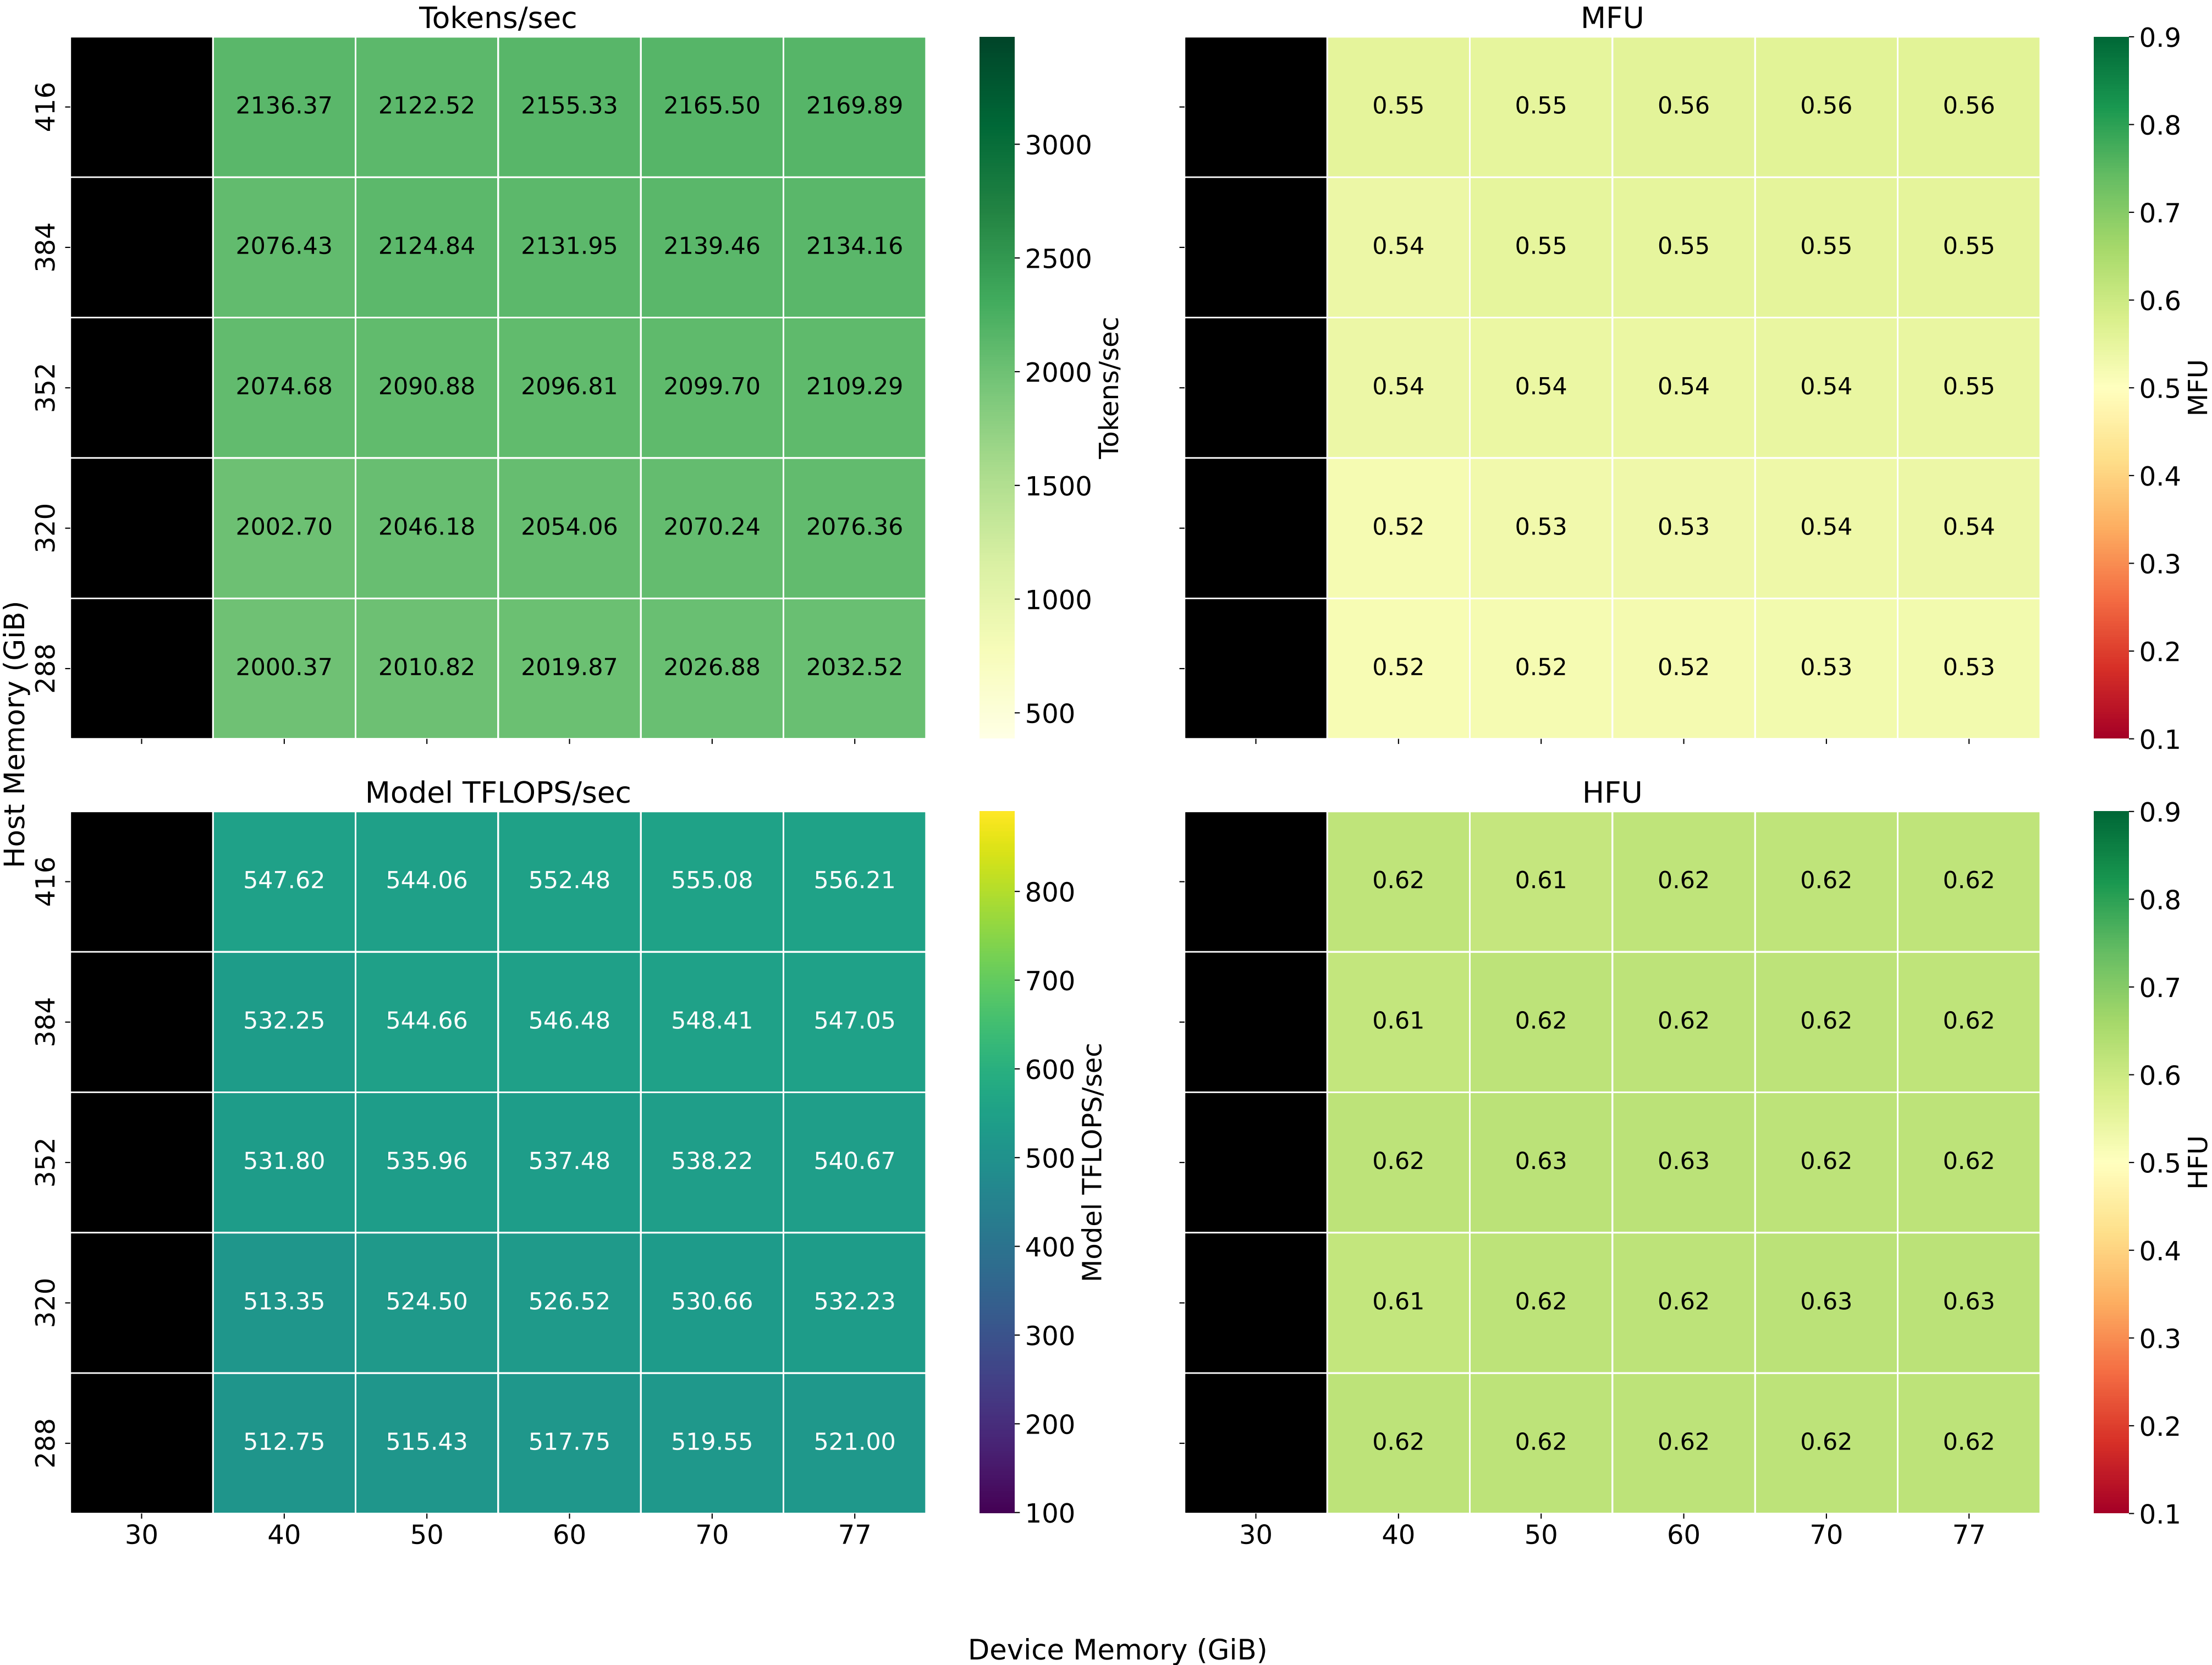 Tokens/sec
416
2136.37 2122.52 2155.33 2165.50 2169.89
384
2076.43 2124.84 2131.95 2139.46 2134.16
352
2074.68 2090.88 2096.81 2099.70 2109.29
320
2002.70 2046.18 2054.06 2070.24 2076.36
288
2000.37 2010.82 2019.87 2026.88 2032.52
3000
2500
2000
1500
1000
500
Tokens/sec
MFU
0.55 0.55 0.56 0.56 0.56
0.54 0.55 0.55 0.55 0.55
0.54 0.54 0.54 0.54 0.55
0.52 0.53 0.53 0.54 0.54
0.52 0.52 0.52 0.53 0.53
0.9
0.8
0.7
0.6
0.5
0.4
0.3
0.2
0.1
MFU
Host Memory (GiB)
Model TFLOPS/sec
416
547.62 544.06 552.48 555.08 556.21
384
532.25 544.66 546.48 548.41 547.05
352
531.80 535.96 537.48 538.22 540.67
320
513.35 524.50 526.52 530.66 532.23
288
512.75 515.43 517.75 519.55 521.00
30 40 50 60 70 77
800
700
600
500
400
300
200
100
Model TFLOPS/sec
HFU
0.62 0.61 0.62 0.62 0.62
0.61 0.62 0.62 0.62 0.62
0.62 0.63 0.63 0.62 0.62
0.61 0.62 0.62 0.63 0.63
0.62 0.62 0.62 0.62 0.62
30 40 50 60 70 77
0.9
0.8
0.7
0.6
0.5
0.4
0.3
0.2
0.1
HFU
Device Memory (GiB)